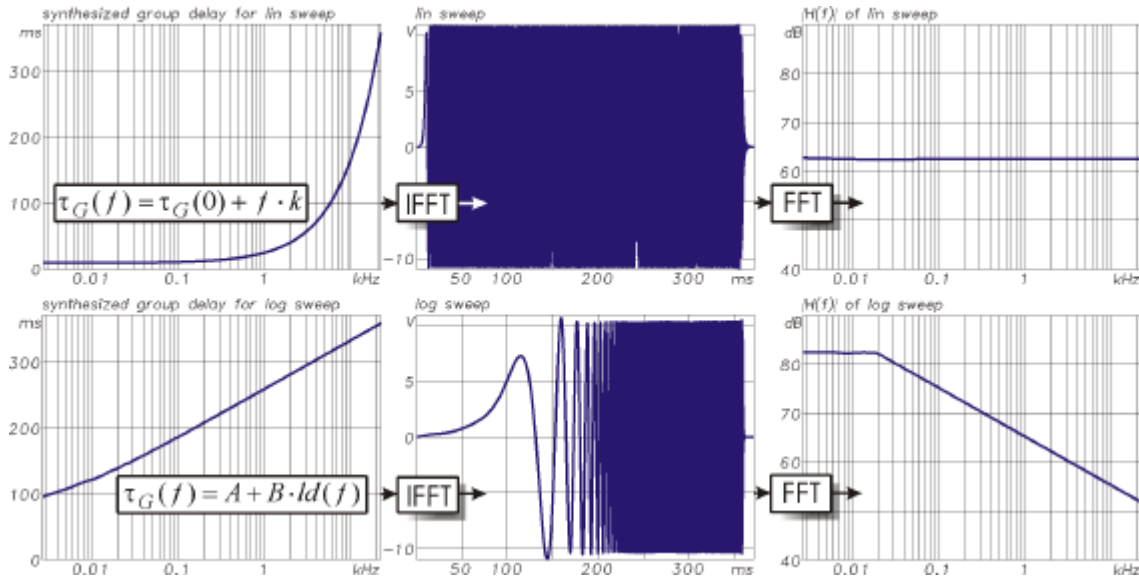 synthesized group delay for lin sweep
ms
300
200
100
0
0.01 0.1 1 kHz
τG(f) = τG(0) + f · k
IFFT
lin sweep
V
5
0
-10
50 100 200 300 ms
FFT
|H(f)| of lin sweep
dB
80
70
60
40
0.01 0.1 1 kHz
synthesized group delay for log sweep
ms
300
200
100
0
0.01 0.1 1 kHz
τG(f) = A + B · ld(f)
IFFT
log sweep
V
5
0
-10
50 100 200 300 ms
FFT
|H(f)| of log sweep
dB
80
70
60
40
0.01 0.1 1 kHz